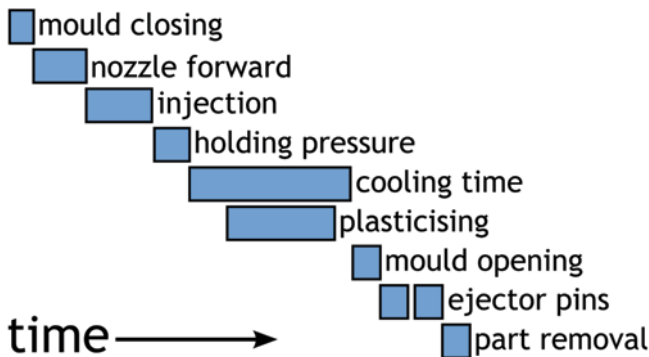 mould closing
nozzle forward
injection
holding pressure
cooling time
plasticising
mould opening
ejector pins
part removal
time